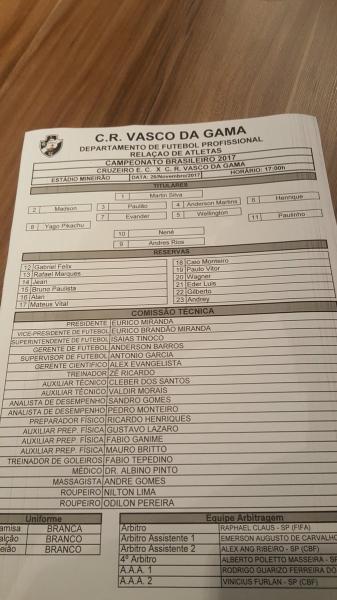 C.R. VASCO DA GAMA
DEPARTAMENTO DE FUTEBOL PROFISSIONAL
RELAÇAO DE ATLETAS
CAMPEONATO BRASILEIRO 2017
CRUZEIRO E. C. X C. R. VASCO DA GAMA
ESTÁDIO MINEIRÃO DATA: 26/Novembro/2017 HORÁRIO: 17:00h
TITULARES
1 Martin Silva
2 Madson 3 Paulão 4 Anderson Martins 6 Henrique
7 Evander 5 Wellington
8 Yago Pikachu 11 Paulinho
10 Nenê
9 Andres Rios
RESERVAS
12 Gabriel Felix 18 Caio Monteiro
13 Rafael Marques 19 Paulo Vitor
14 Jean 20 Wagner
15 Bruno Paulista 21 Eder Luis
16 Alan 22 Gilberto
17 Mateus Vital 23 Andrey
COMISSÃO TÉCNICA
PRESIDENTE EURICO MIRANDA
VICE-PRESIDENTE DE FUTEBOL EURICO BRANDÃO MIRANDA
SUPERINTENDENTE DE FUTEBOL ISAIAS TINOCO
GERENTE DE FUTEBOL ANDERSON BARROS
SUPERVISOR DE FUTEBOL ANTONIO GARCIA
GERENTE CIENTIFICO ALEX EVANGELISTA
TREINADOR ZÉ RICARDO
AUXILIAR TÉCNICO CLEBER DOS SANTOS
AUXILIAR TÉCNICO VALDIR MORAIS
ANALISTA DE DESEMPENHO SANDRO GOMES
ANALISTA DE DESEMPENHO PEDRO MONTEIRO
PREPARADOR FÍSICO RICARDO HENRIQUES
AUXILIAR PREP. FÍSICA GUSTAVO LAZARO
AUXILIAR PREP. FÍSICA FABIO GANIME
AUXILIAR PREP. FÍSICA MAURO BRITTO
TREINADOR DE GOLEIROS FABIO TEPEDINO
MÉDICO DR. ALBINO PINTO
MASSAGISTA ANDRE GOMES
ROUPEIRO NILTON LIMA
ROUPEIRO ODILON PEREIRA
Uniforme
amisa BRANCA
alção BRANCO
eião BRANCO
Equipe Arbitragem
Arbitro RAPHAEL CLAUS - SP (FIFA)
Arbitro Assistente 1 EMERSON AUGUSTO DE CARVALHO
Arbitro Assistente 2 ALEX ANG RIBEIRO - SP (CBF)
4º Arbitro ALBERTO POLETTO MASSEIRA - SP
A.A.A. 1 RODRIGO GUARIZO FERREIRA DO
A.A.A. 2 VINICIUS FURLAN - SP (CBF)